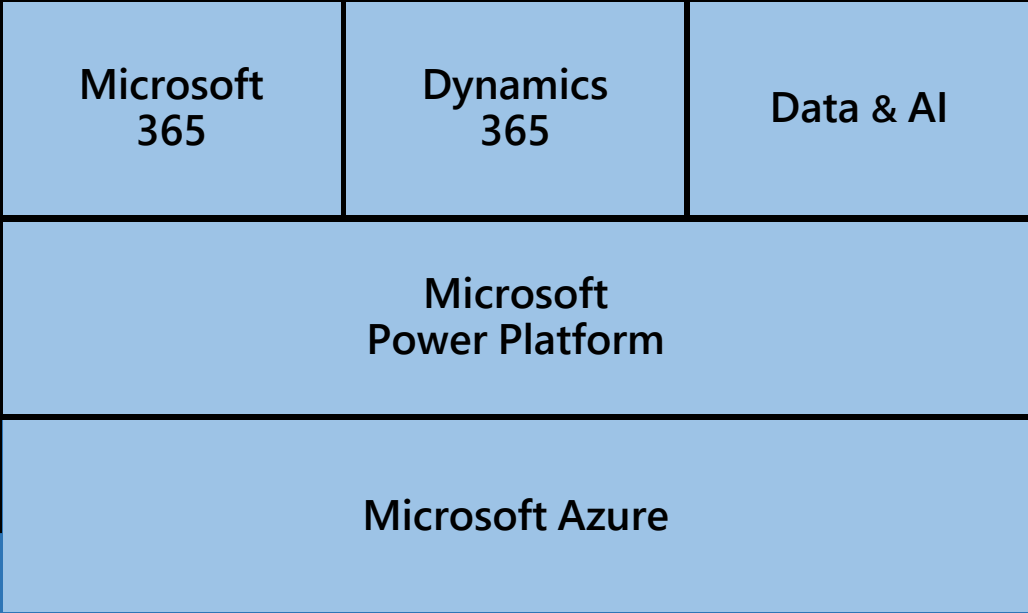 Microsoft
365
Dynamics
365
Data & AI
Microsoft
Power Platform
Microsoft Azure